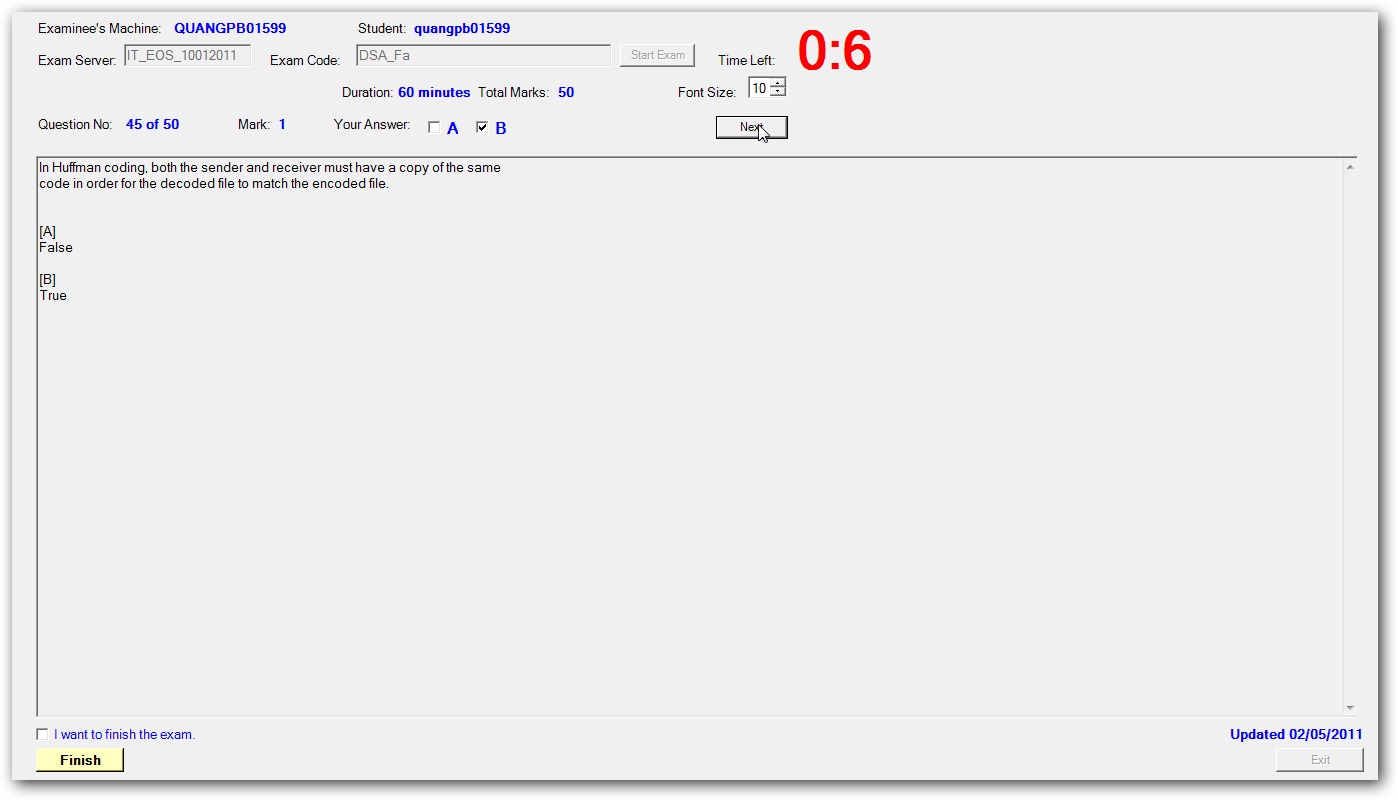 Examinee's Machine: QUANGPB01599 Student: quangpb01599
Exam Server: IT_EOS_10012011 Exam Code: DSA_Fa Start Exam Time Left: 0:6
Duration: 60 minutes Total Marks: 50 Font Size: 10
Question No: 45 of 50 Mark: 1 Your Answer: A B Next
In Huffman coding, both the sender and receiver must have a copy of the same
code in order for the decoded file to match the encoded file.
[A]
False
[B]
True
I want to finish the exam. Updated 02/05/2011
Finish Exit